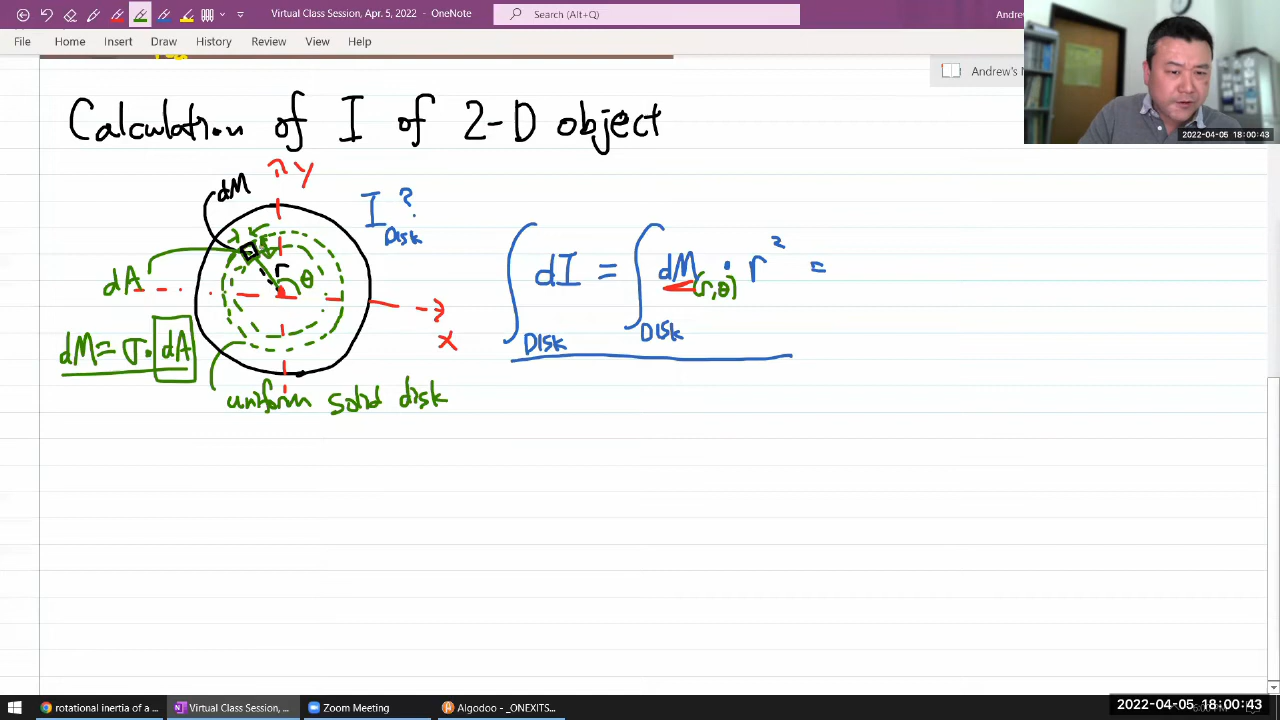 Virtual Class Session, Apr. 5, 2022 - OneNote
Search (Alt+Q)
Andre
File Home Insert Draw History Review View Help
Andrew's N
2022-04-05 18:00:43
Calculation of I of 2-D object
y
dM
I ?
Disk
r
θ
dA
x
∫ dI = ∫ dM(r,θ) · r² =
Disk Disk
dM = σ · dA
uniform solid disk
rotational inertia of a ...
Virtual Class Session, ...
Zoom Meeting
Algodoo - _ONEXITS...
2022-04-05 18:00:43